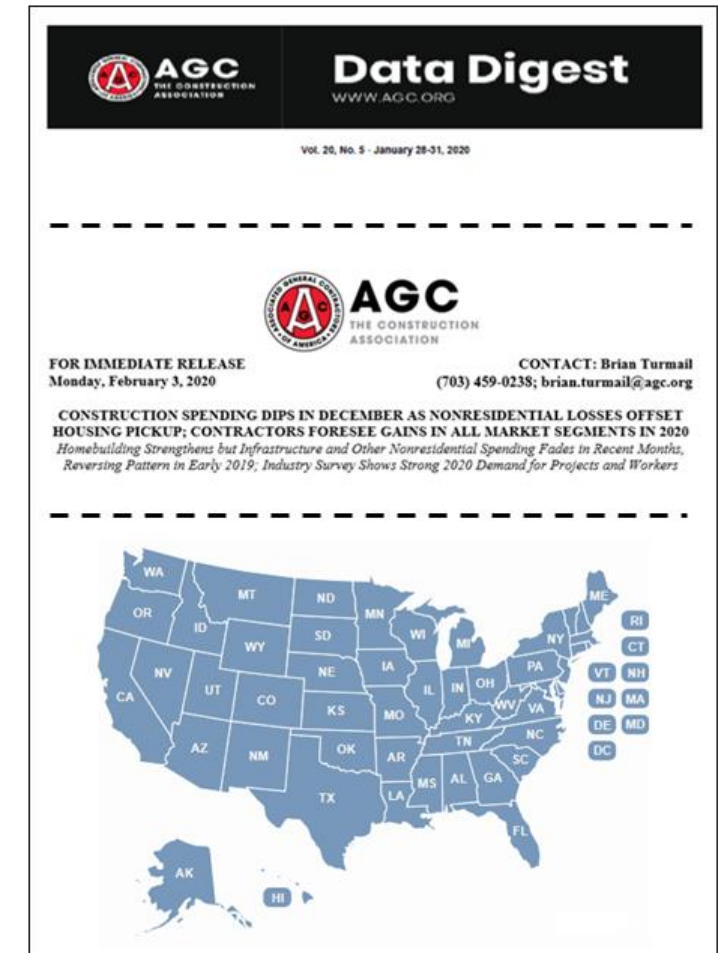 AGC
THE CONSTRUCTION
ASSOCIATION
Data Digest
WWW.AGC.ORG
Vol. 20, No. 5 - January 28-31, 2020
ASSOCIATED GENERAL CONTRACTORS
OF AMERICA
AGC
AGC
THE CONSTRUCTION
ASSOCIATION
FOR IMMEDIATE RELEASE
CONTACT: Brian Turmail
Monday, February 3, 2020
(703) 459-0238; brian.turmail@agc.org
CONSTRUCTION SPENDING DIPS IN DECEMBER AS NONRESIDENTIAL LOSSES OFFSET
HOUSING PICKUP; CONTRACTORS FORESEE GAINS IN ALL MARKET SEGMENTS IN 2020
Homebuilding Strengthens but Infrastructure and Other Nonresidential Spending Fades in Recent Months,
Reversing Pattern in Early 2019; Industry Survey Shows Strong 2020 Demand for Projects and Workers
WA
MT
ND
MN
ME
OR
ID
SD
WI
MI
NY
RI
WY
CT
NV
NE
IA
PA
VT
NH
CA
UT
CO
IL
IN
OH
NJ
MA
KS
MO
WV
VA
KY
DE
MD
AZ
NM
OK
AR
TN
NC
DC
SC
TX
MS
AL
GA
LA
FL
AK
HI